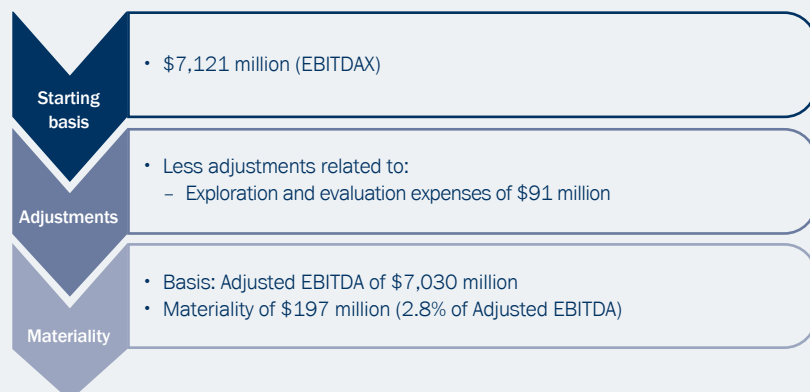 Starting
basis
• $7,121 million (EBITDAX)
Adjustments
• Less adjustments related to:
– Exploration and evaluation expenses of $91 million
Materiality
• Basis: Adjusted EBITDA of $7,030 million
• Materiality of $197 million (2.8% of Adjusted EBITDA)